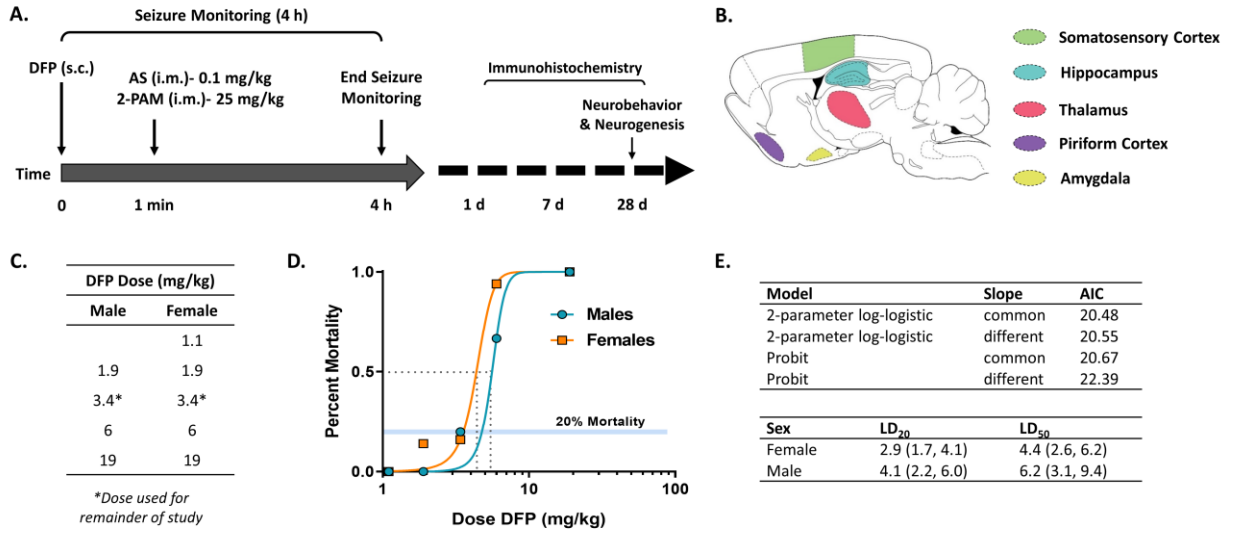 A.
Seizure Monitoring (4 h)
DFP (s.c.)
AS (i.m.)- 0.1 mg/kg
2-PAM (i.m.)- 25 mg/kg
End Seizure
Monitoring
Immunohistochemistry
Neurobehavior
& Neurogenesis
Time
0 1 min 4 h 1 d 7 d 28 d
B.
Somatosensory Cortex
Hippocampus
Thalamus
Piriform Cortex
Amygdala
C.
DFP Dose (mg/kg)
Male Female
1.1
1.9 1.9
3.4* 3.4*
6 6
19 19
*Dose used for
remainder of study
D.
Percent Mortality
1.0
0.5
0.0
Males
Females
20% Mortality
1 10 100
Dose DFP (mg/kg)
E.
Model Slope AIC
2-parameter log-logistic common 20.48
2-parameter log-logistic different 20.55
Probit common 20.67
Probit different 22.39
Sex LD20 LD50
Female 2.9 (1.7, 4.1) 4.4 (2.6, 6.2)
Male 4.1 (2.2, 6.0) 6.2 (3.1, 9.4)